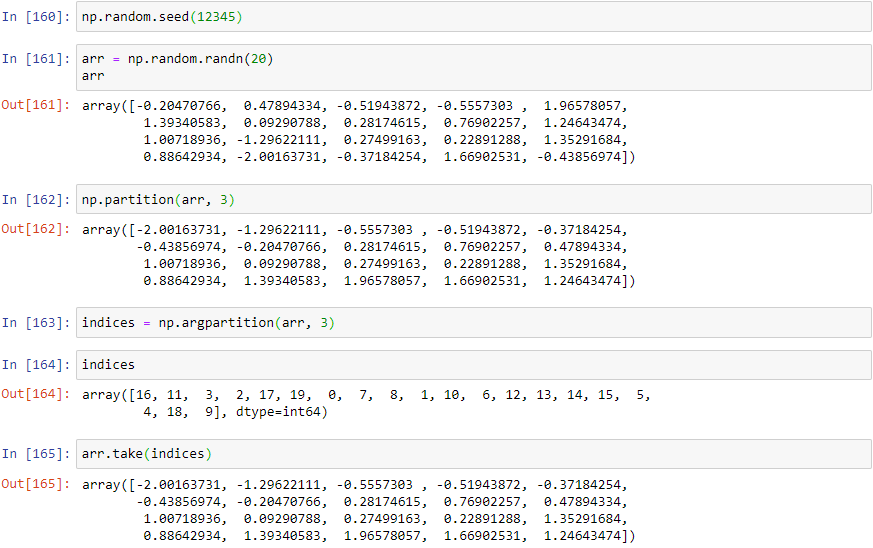 In [160]: np.random.seed(12345)
In [161]: arr = np.random.randn(20)
arr
Out[161]: array([-0.20470766,  0.47894334, -0.51943872, -0.5557303 ,  1.96578057,
        1.39340583,  0.09290788,  0.28174615,  0.76902257,  1.24643474,
        1.00718936, -1.29622111,  0.27499163,  0.22891288,  1.35291684,
        0.88642934, -2.00163731, -0.37184254,  1.66902531, -0.43856974])
In [162]: np.partition(arr, 3)
Out[162]: array([-2.00163731, -1.29622111, -0.5557303 , -0.51943872, -0.37184254,
       -0.43856974, -0.20470766,  0.28174615,  0.76902257,  0.47894334,
        1.00718936,  0.09290788,  0.27499163,  0.22891288,  1.35291684,
        0.88642934,  1.39340583,  1.96578057,  1.66902531,  1.24643474])
In [163]: indices = np.argpartition(arr, 3)
In [164]: indices
Out[164]: array([16, 11,  3,  2, 17, 19,  0,  7,  8,  1, 10,  6, 12, 13, 14, 15,  5,
        4, 18,  9], dtype=int64)
In [165]: arr.take(indices)
Out[165]: array([-2.00163731, -1.29622111, -0.5557303 , -0.51943872, -0.37184254,
       -0.43856974, -0.20470766,  0.28174615,  0.76902257,  0.47894334,
        1.00718936,  0.09290788,  0.27499163,  0.22891288,  1.35291684,
        0.88642934,  1.39340583,  1.96578057,  1.66902531,  1.24643474])